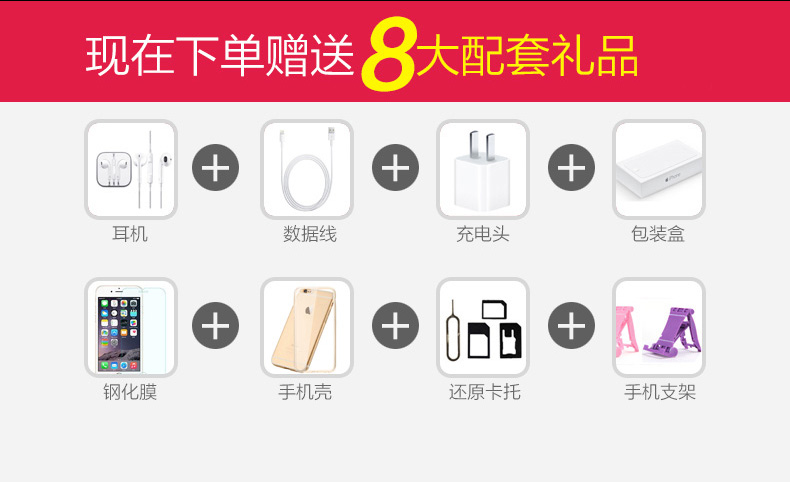 现在下单赠送8大配套礼品
耳机
数据线
充电头
包装盒
钢化膜
手机壳
还原卡托
手机支架